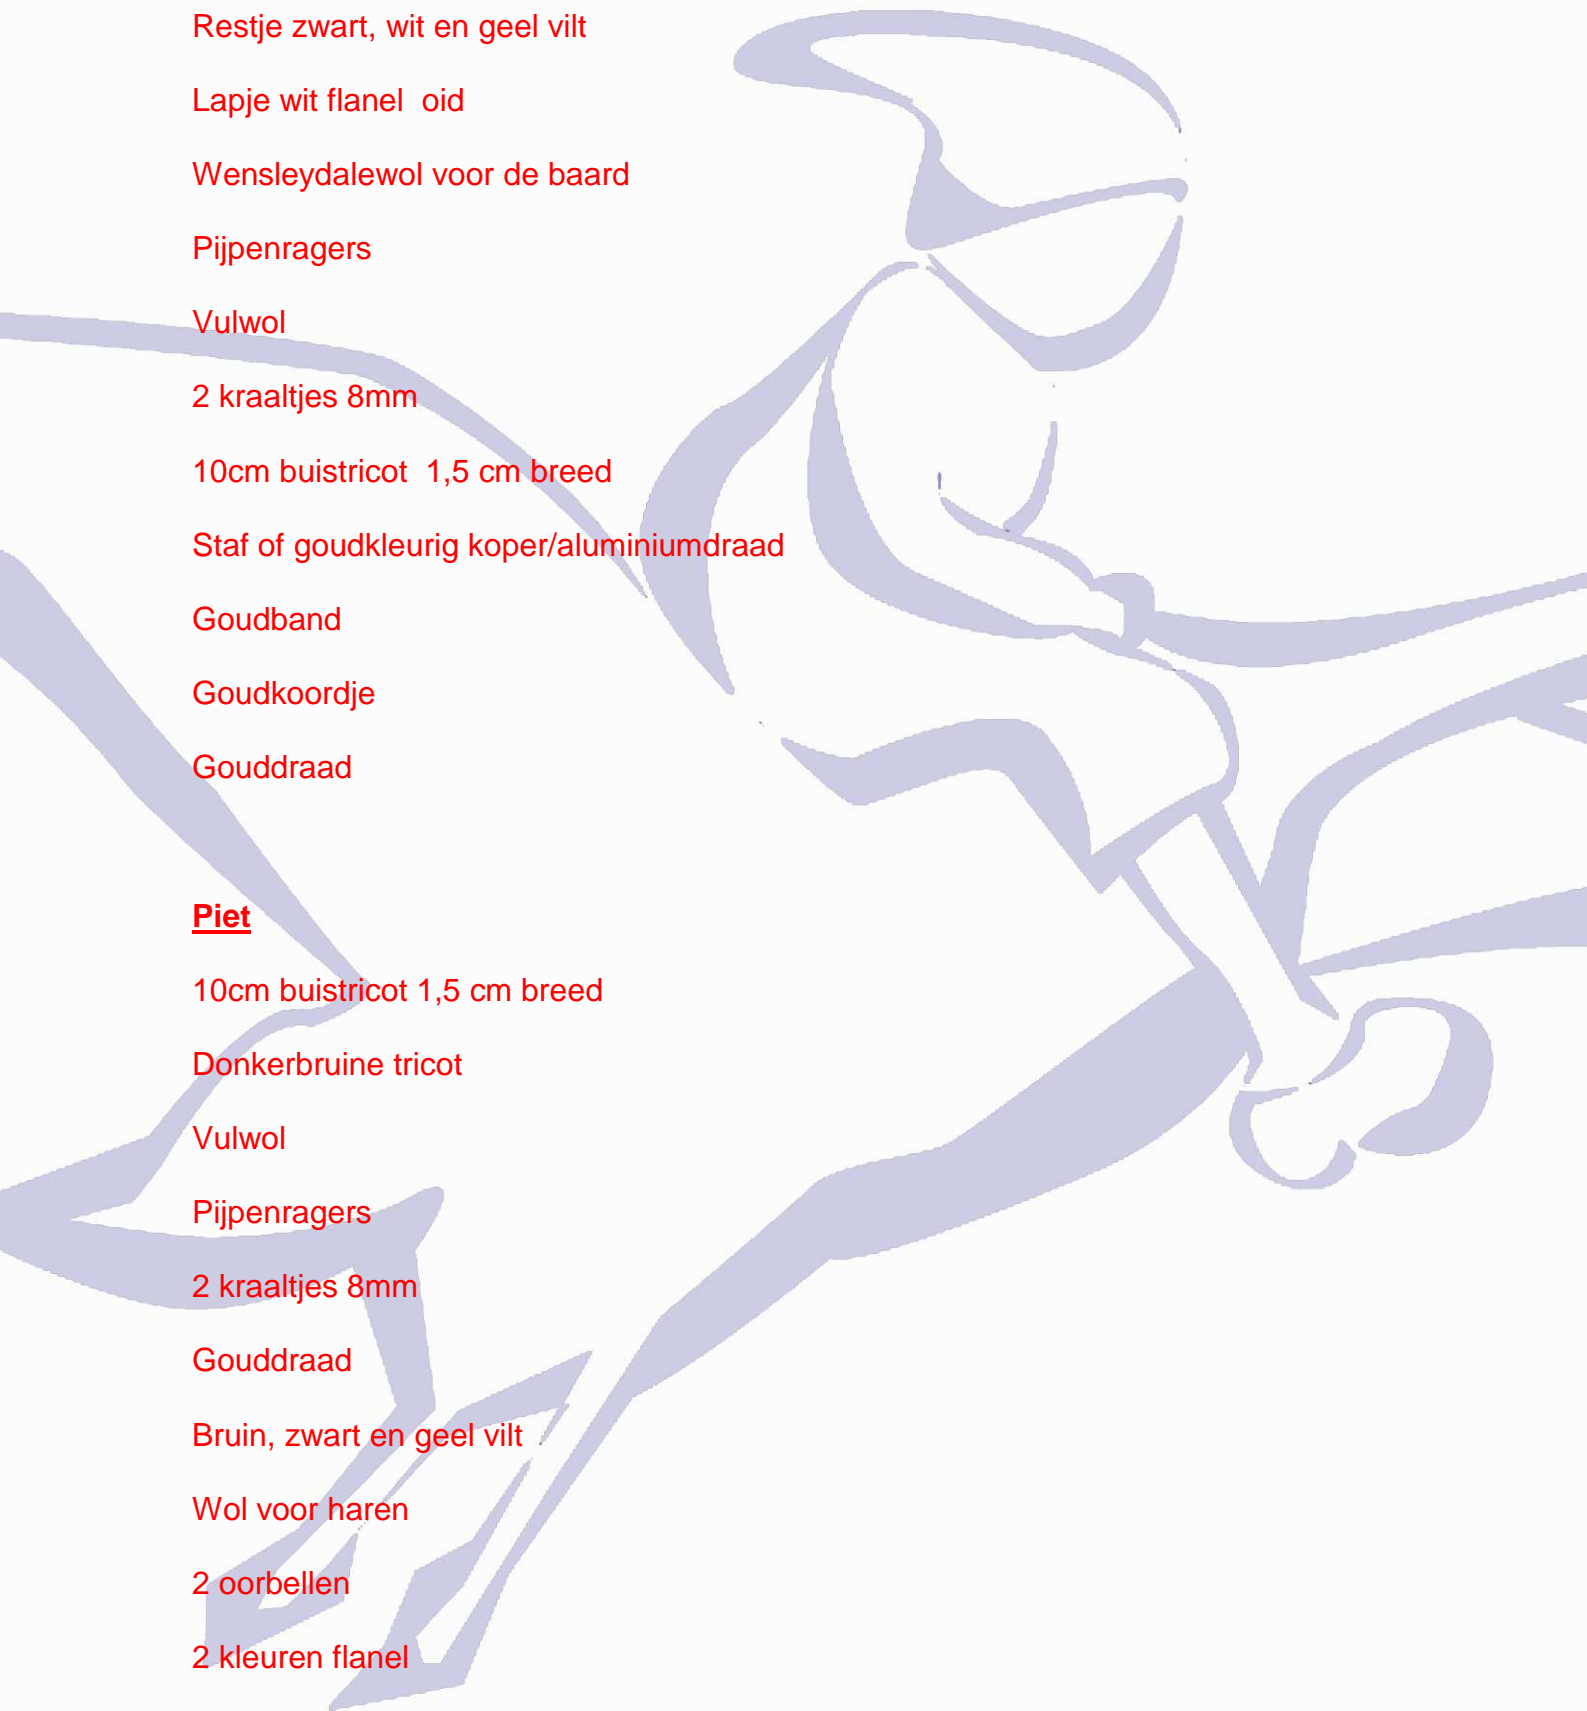 Restje zwart, wit en geel vilt
Lapje wit flanel  oid
Wensleydalewol voor de baard
Pijpenragers
Vulwol
2 kraaltjes 8mm
10cm buistricot  1,5 cm breed
Staf of goudkleurig koper/aluminiumdraad
Goudband
Goudkoordje
Gouddraad
Piet
10cm buistricot 1,5 cm breed
Donkerbruine tricot
Vulwol
Pijpenragers
2 kraaltjes 8mm
Gouddraad
Bruin, zwart en geel vilt
Wol voor haren
2 oorbellen
2 kleuren flanel